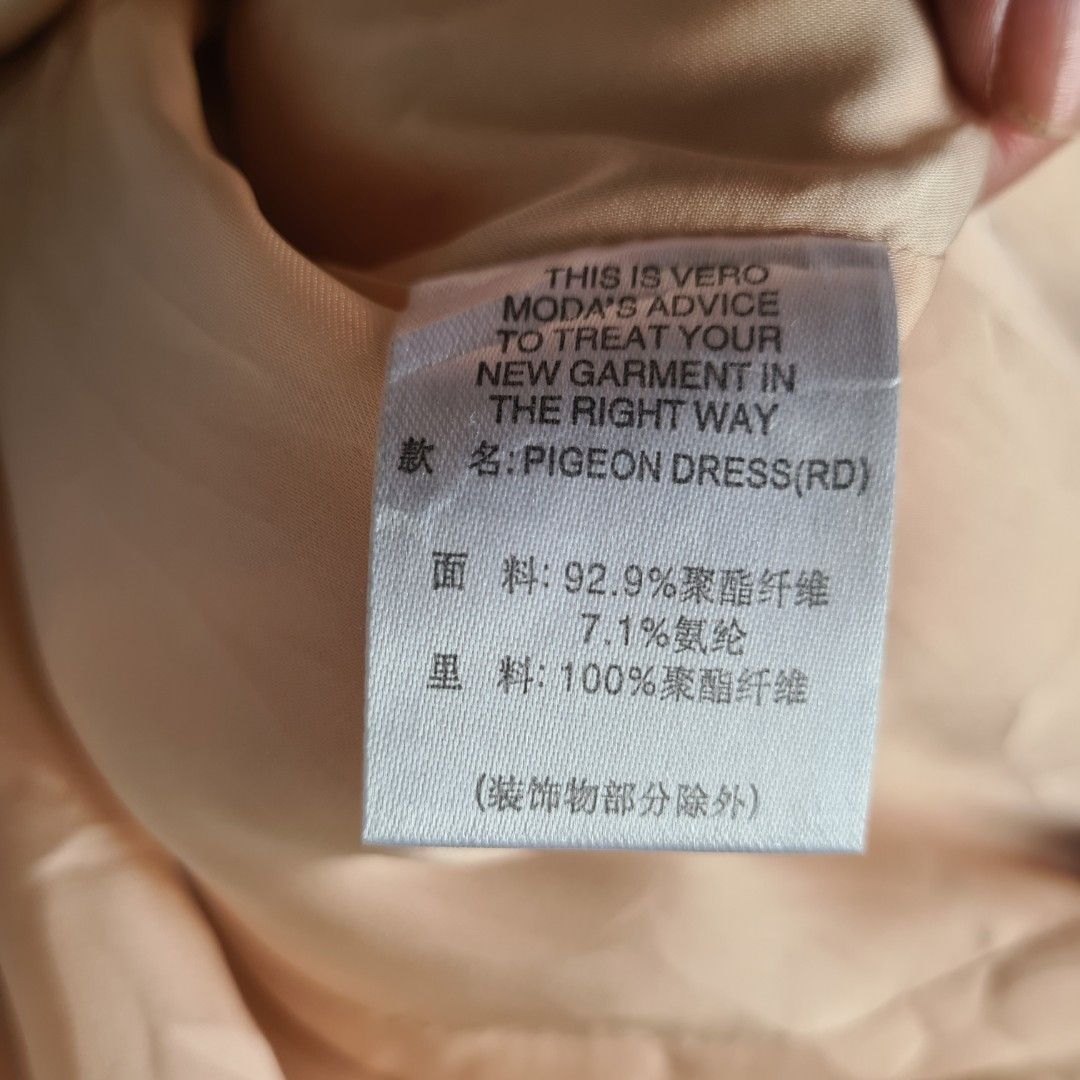 THIS IS VERO
MODA'S ADVICE
TO TREAT YOUR
NEW GARMENT IN
THE RIGHT WAY
款 名: PIGEON DRESS(RD)
面 料: 92.9%聚酯纤维
7.1%氨纶
里 料: 100%聚酯纤维
(装饰物部分除外)